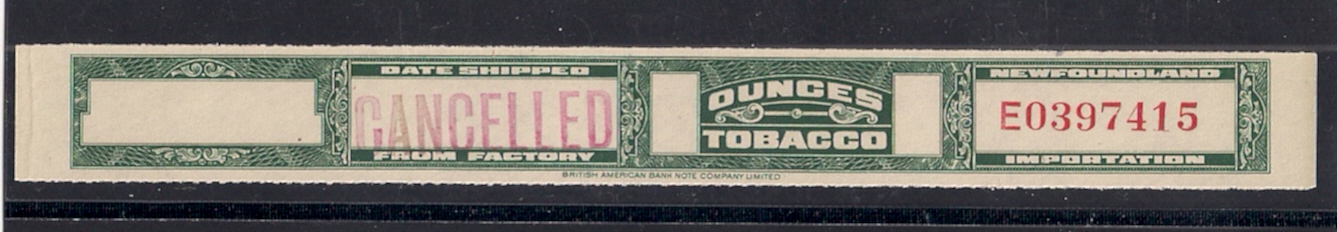 DATE SHIPPED
CANCELLED
FROM FACTORY
OUNCES
TOBACCO
NEWFOUNDLAND
E0397415
IMPORTATION
BRITISH AMERICAN BANK NOTE COMPANY LIMITED